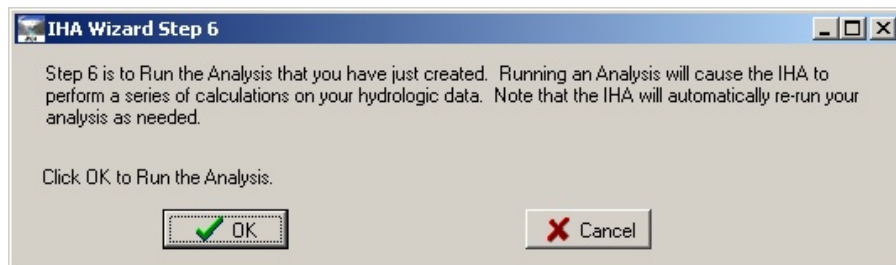 IHA Wizard Step 6
Step 6 is to Run the Analysis that you have just created. Running an Analysis will cause the IHA to
perform a series of calculations on your hydrologic data. Note that the IHA will automatically re-run your
analysis as needed.
Click OK to Run the Analysis.
OK
Cancel